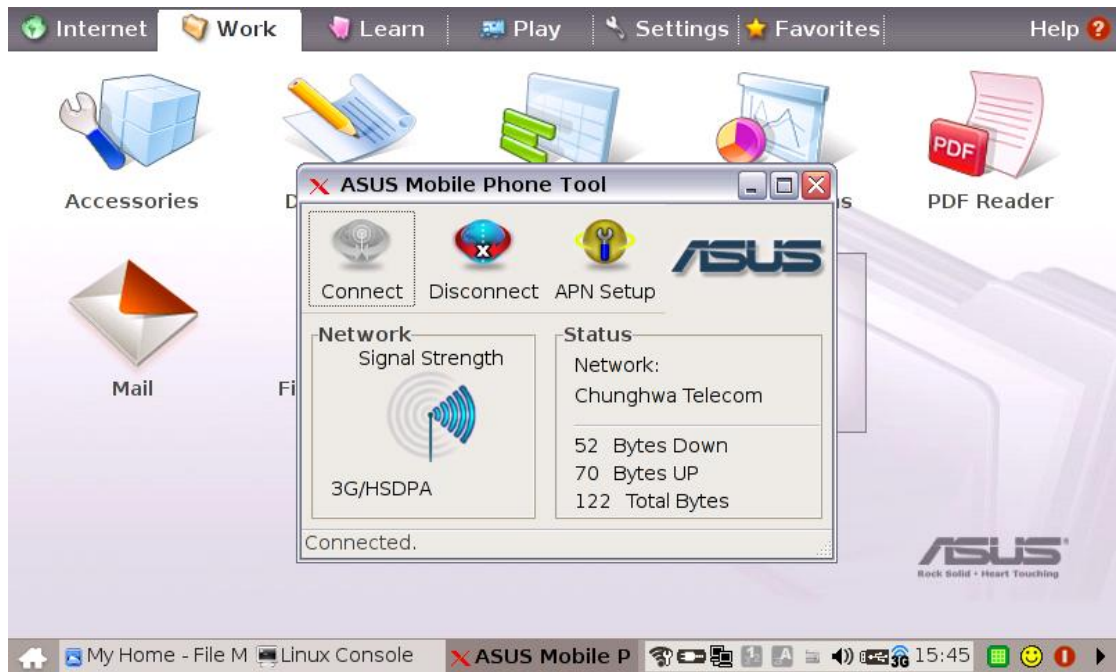 Internet Work Learn Play Settings Favorites Help ?
Accessories PDF PDF Reader
Mail
ASUS Mobile Phone Tool
Connect Disconnect APN Setup ASUS
Network
Signal Strength
3G/HSDPA
Status
Network:
Chunghwa Telecom
52 Bytes Down
70 Bytes UP
122 Total Bytes
Connected.
ASUS
Rock Solid • Heart Touching
My Home - File M Linux Console ASUS Mobile P 1 A 3G 15:45